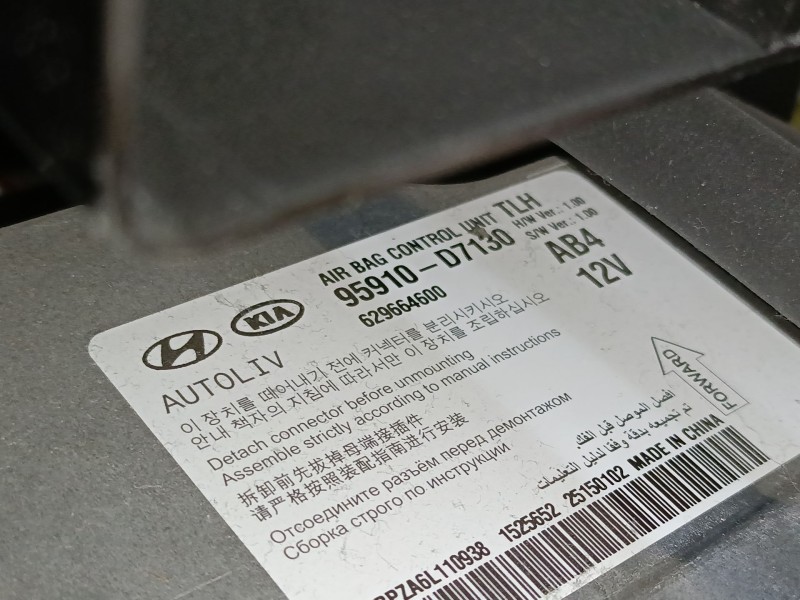 AIR BAG CONTROL UNIT TLH
95910-D7130
629664600
H/W Ver.: 1.00
S/W Ver.: 1.00
AB4
12V
KIA
AUTOLIV
이 장치를 떼어내기 전에 커넥터를 분리시키시오
안내 책자의 지침에 따라서만 이 장치를 조립하십시오
Detach connector before unmounting
Assemble strictly according to manual instructions
拆卸前先拔掉母端接插件
请严格按照装配指南进行安装
Отсоедините разъём перед демонтажом
Сборка строго по инструкции
افصل الموصل قبل الفك
تم تجميعه بدقة وفقا لدليل التعليمات
FORWARD
PZA6L110938 1525652 25150102 MADE IN CHINA